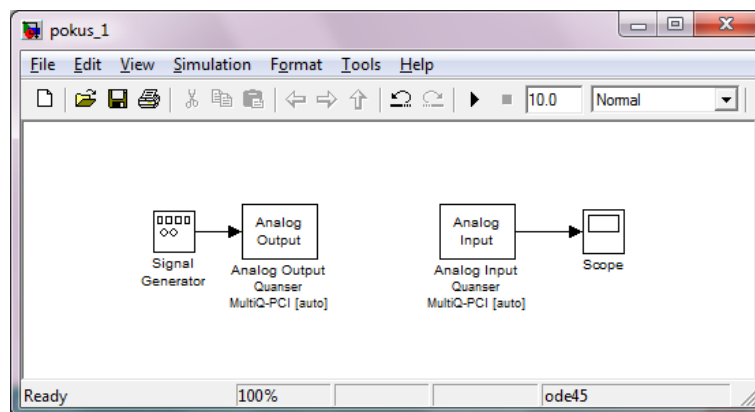 pokus_1
File Edit View Simulation Format Tools Help
10.0 Normal
Analog
Output
Analog
Input
Signal
Generator
Analog Output
Quanser
MultiQ-PCI [auto]
Analog Input
Quanser
MultiQ-PCI [auto]
Scope
Ready 100% ode45